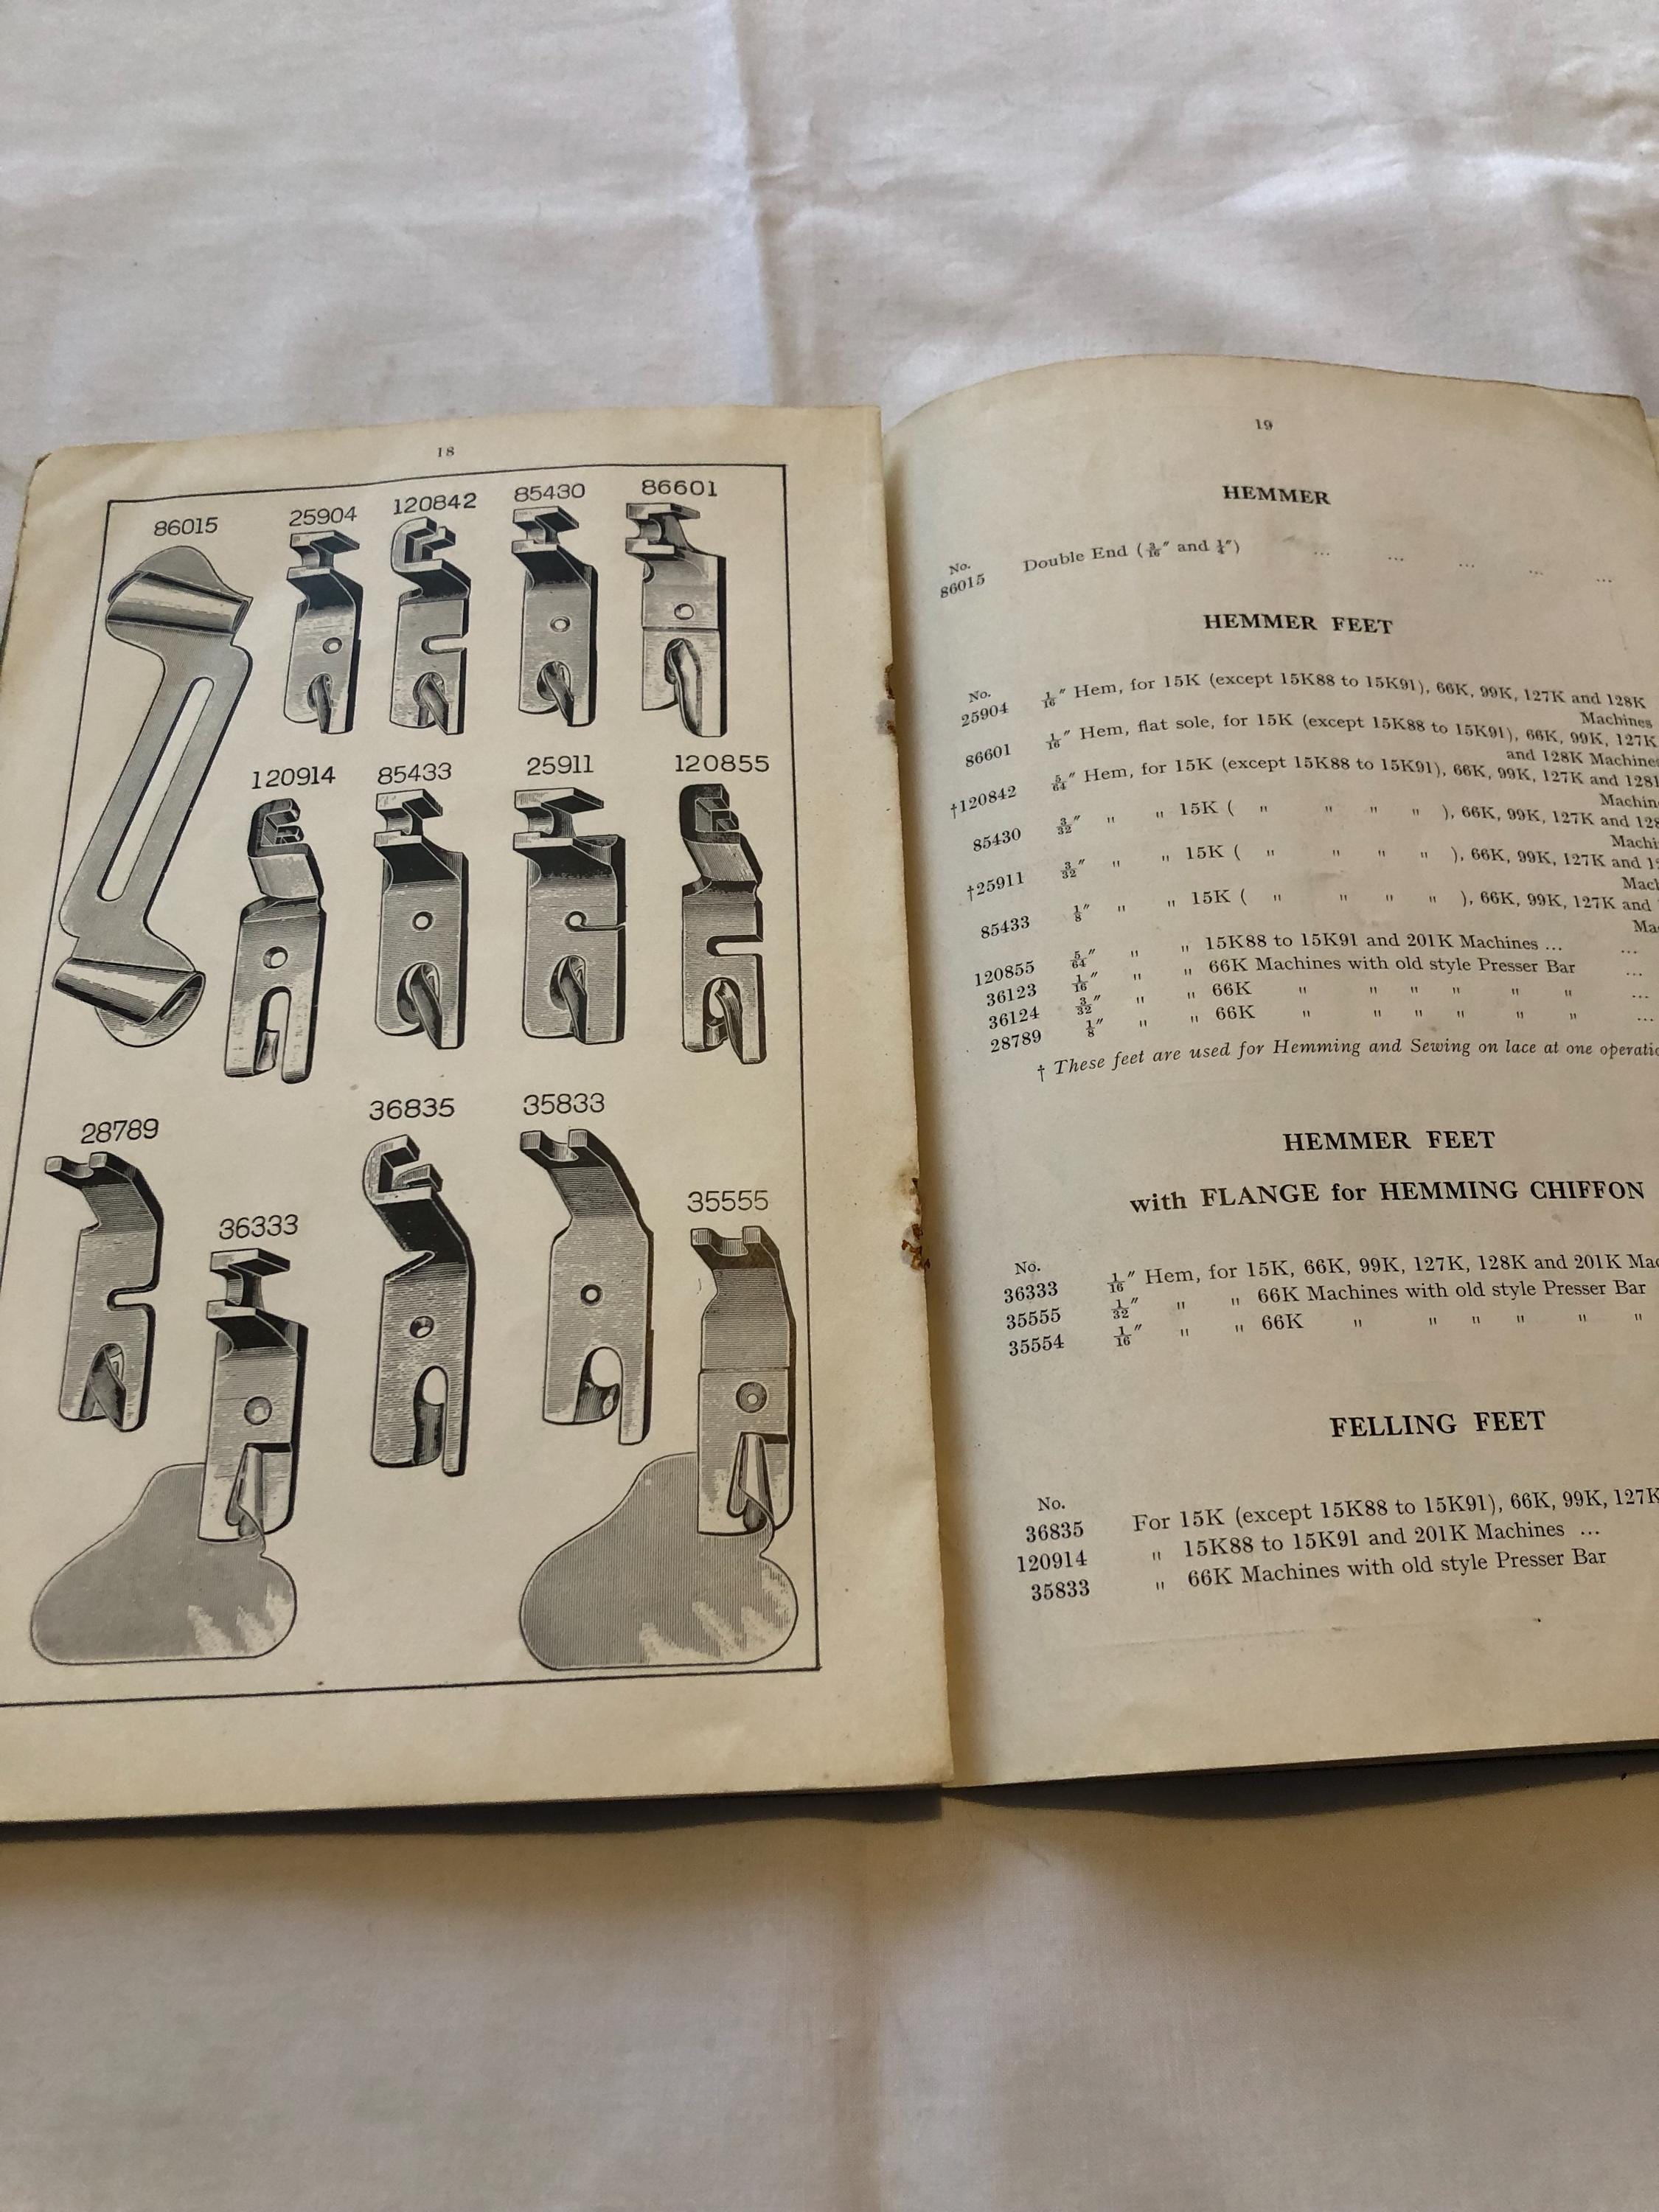 18
86015 25904 120842 85430 86601
120914 85433 25911 120855
28789 36333 36835 35833 35555
19
HEMMER
No.
86015 Double End (3/16″ and 1/4″) ... ... ... ... ...
HEMMER FEET
No.
25904 1/16″ Hem, for 15K (except 15K88 to 15K91), 66K, 99K, 127K and 128K
Machines
86601 1/16″ Hem, flat sole, for 15K (except 15K88 to 15K91), 66K, 99K, 127K
and 128K Machines
†120842 5/64″ Hem, for 15K (except 15K88 to 15K91), 66K, 99K, 127K and 128
Machin
85430 3/32″ " " 15K ( " " " " ), 66K, 99K, 127K and 128
Machi
†25911 3/32″ " " 15K ( " " " " ), 66K, 99K, 127K and 1
Mach
85433 1/8″ " " 15K ( " " " " ), 66K, 99K, 127K and
Ma
120855 5/64″ " " 15K88 to 15K91 and 201K Machines ... ...
36123 1/16″ " " 66K Machines with old style Presser Bar ...
36124 3/32″ " " 66K " " " " " " ...
28789 1/8″ " " 66K " " " " " " ...
† These feet are used for Hemming and Sewing on lace at one operatio
HEMMER FEET
with FLANGE for HEMMING CHIFFON
No.
36333 1/16″ Hem, for 15K, 66K, 99K, 127K, 128K and 201K Mac
35555 1/32″ " " 66K Machines with old style Presser Bar
35554 1/16″ " " 66K " " " " " "
FELLING FEET
No.
36835 For 15K (except 15K88 to 15K91), 66K, 99K, 127K
120914 " 15K88 to 15K91 and 201K Machines ...
35833 " 66K Machines with old style Presser Bar